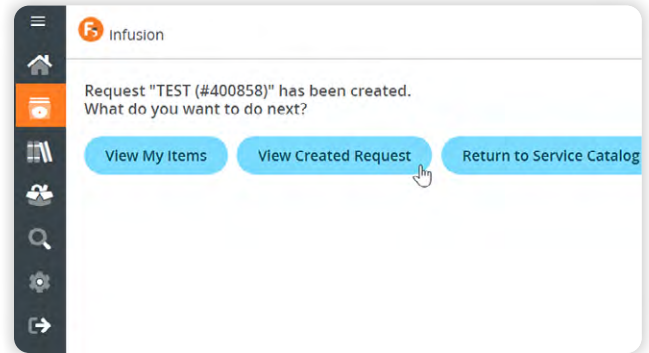 Infusion
Request "TEST (#400858)" has been created.
What do you want to do next?
View My Items
View Created Request
Return to Service Catalog